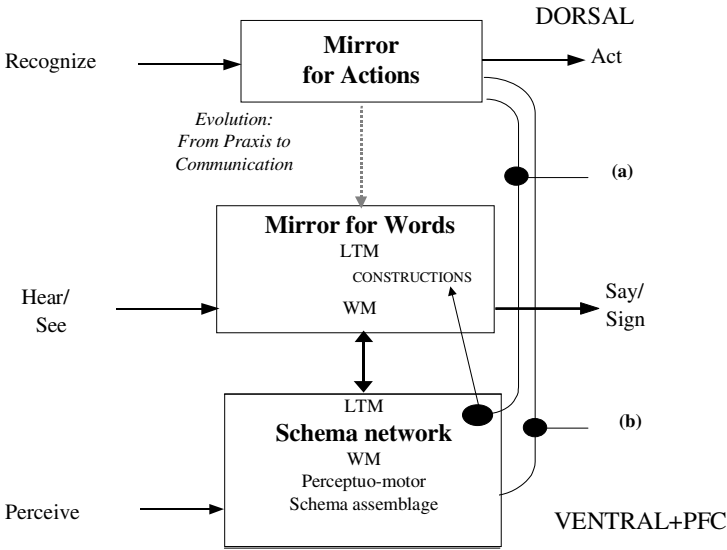 DORSAL
Recognize
Mirror
for Actions
Act
Evolution:
From Praxis to
Communication
(a)
Mirror for Words
LTM
CONSTRUCTIONS
WM
Hear/
See
Say/
Sign
LTM
Schema network
WM
Perceptuo-motor
Schema assemblage
(b)
Perceive
VENTRAL+PFC